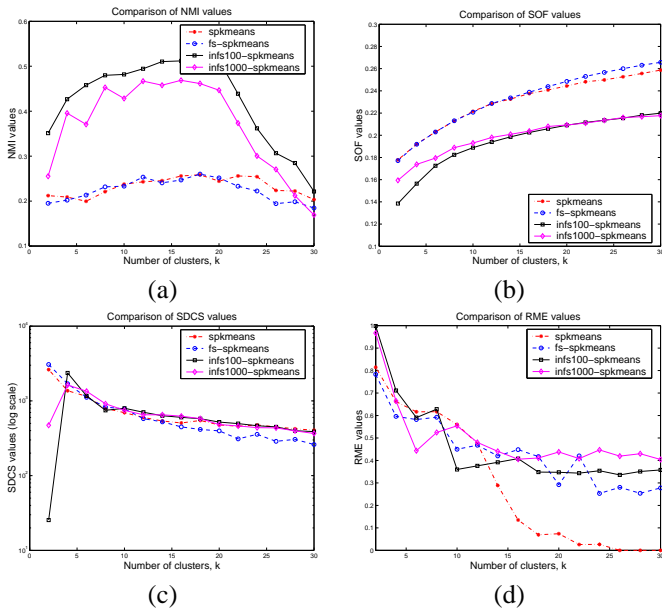 Comparison of NMI values
spkmeans
fs-spkmeans
infs100-spkmeans
infs1000-spkmeans
NMI values
0.6
0.5
0.4
0.3
0.2
0.1
0 5 10 15 20 25 30
Number of clusters, k
(a)
Comparison of SOF values
spkmeans
fs-spkmeans
infs100-spkmeans
infs1000-spkmeans
SOF values
0.3
0.28
0.26
0.24
0.22
0.2
0.18
0.16
0.14
0.12
0.1
0 5 10 15 20 25 30
Number of clusters, k
(b)
Comparison of SDCS values
spkmeans
fs-spkmeans
infs100-spkmeans
infs1000-spkmeans
SDCS values (log scale)
10
10
10
10
5 10 15 20 25 30
Number of clusters, k
(c)
Comparison of RME values
spkmeans
fs-spkmeans
infs100-spkmeans
infs1000-spkmeans
RME values
1
0.9
0.8
0.7
0.6
0.5
0.4
0.3
0.2
0.1
0
5 10 15 20 25 30
Number of clusters, k
(d)